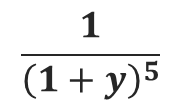 1
(1 + y)⁵